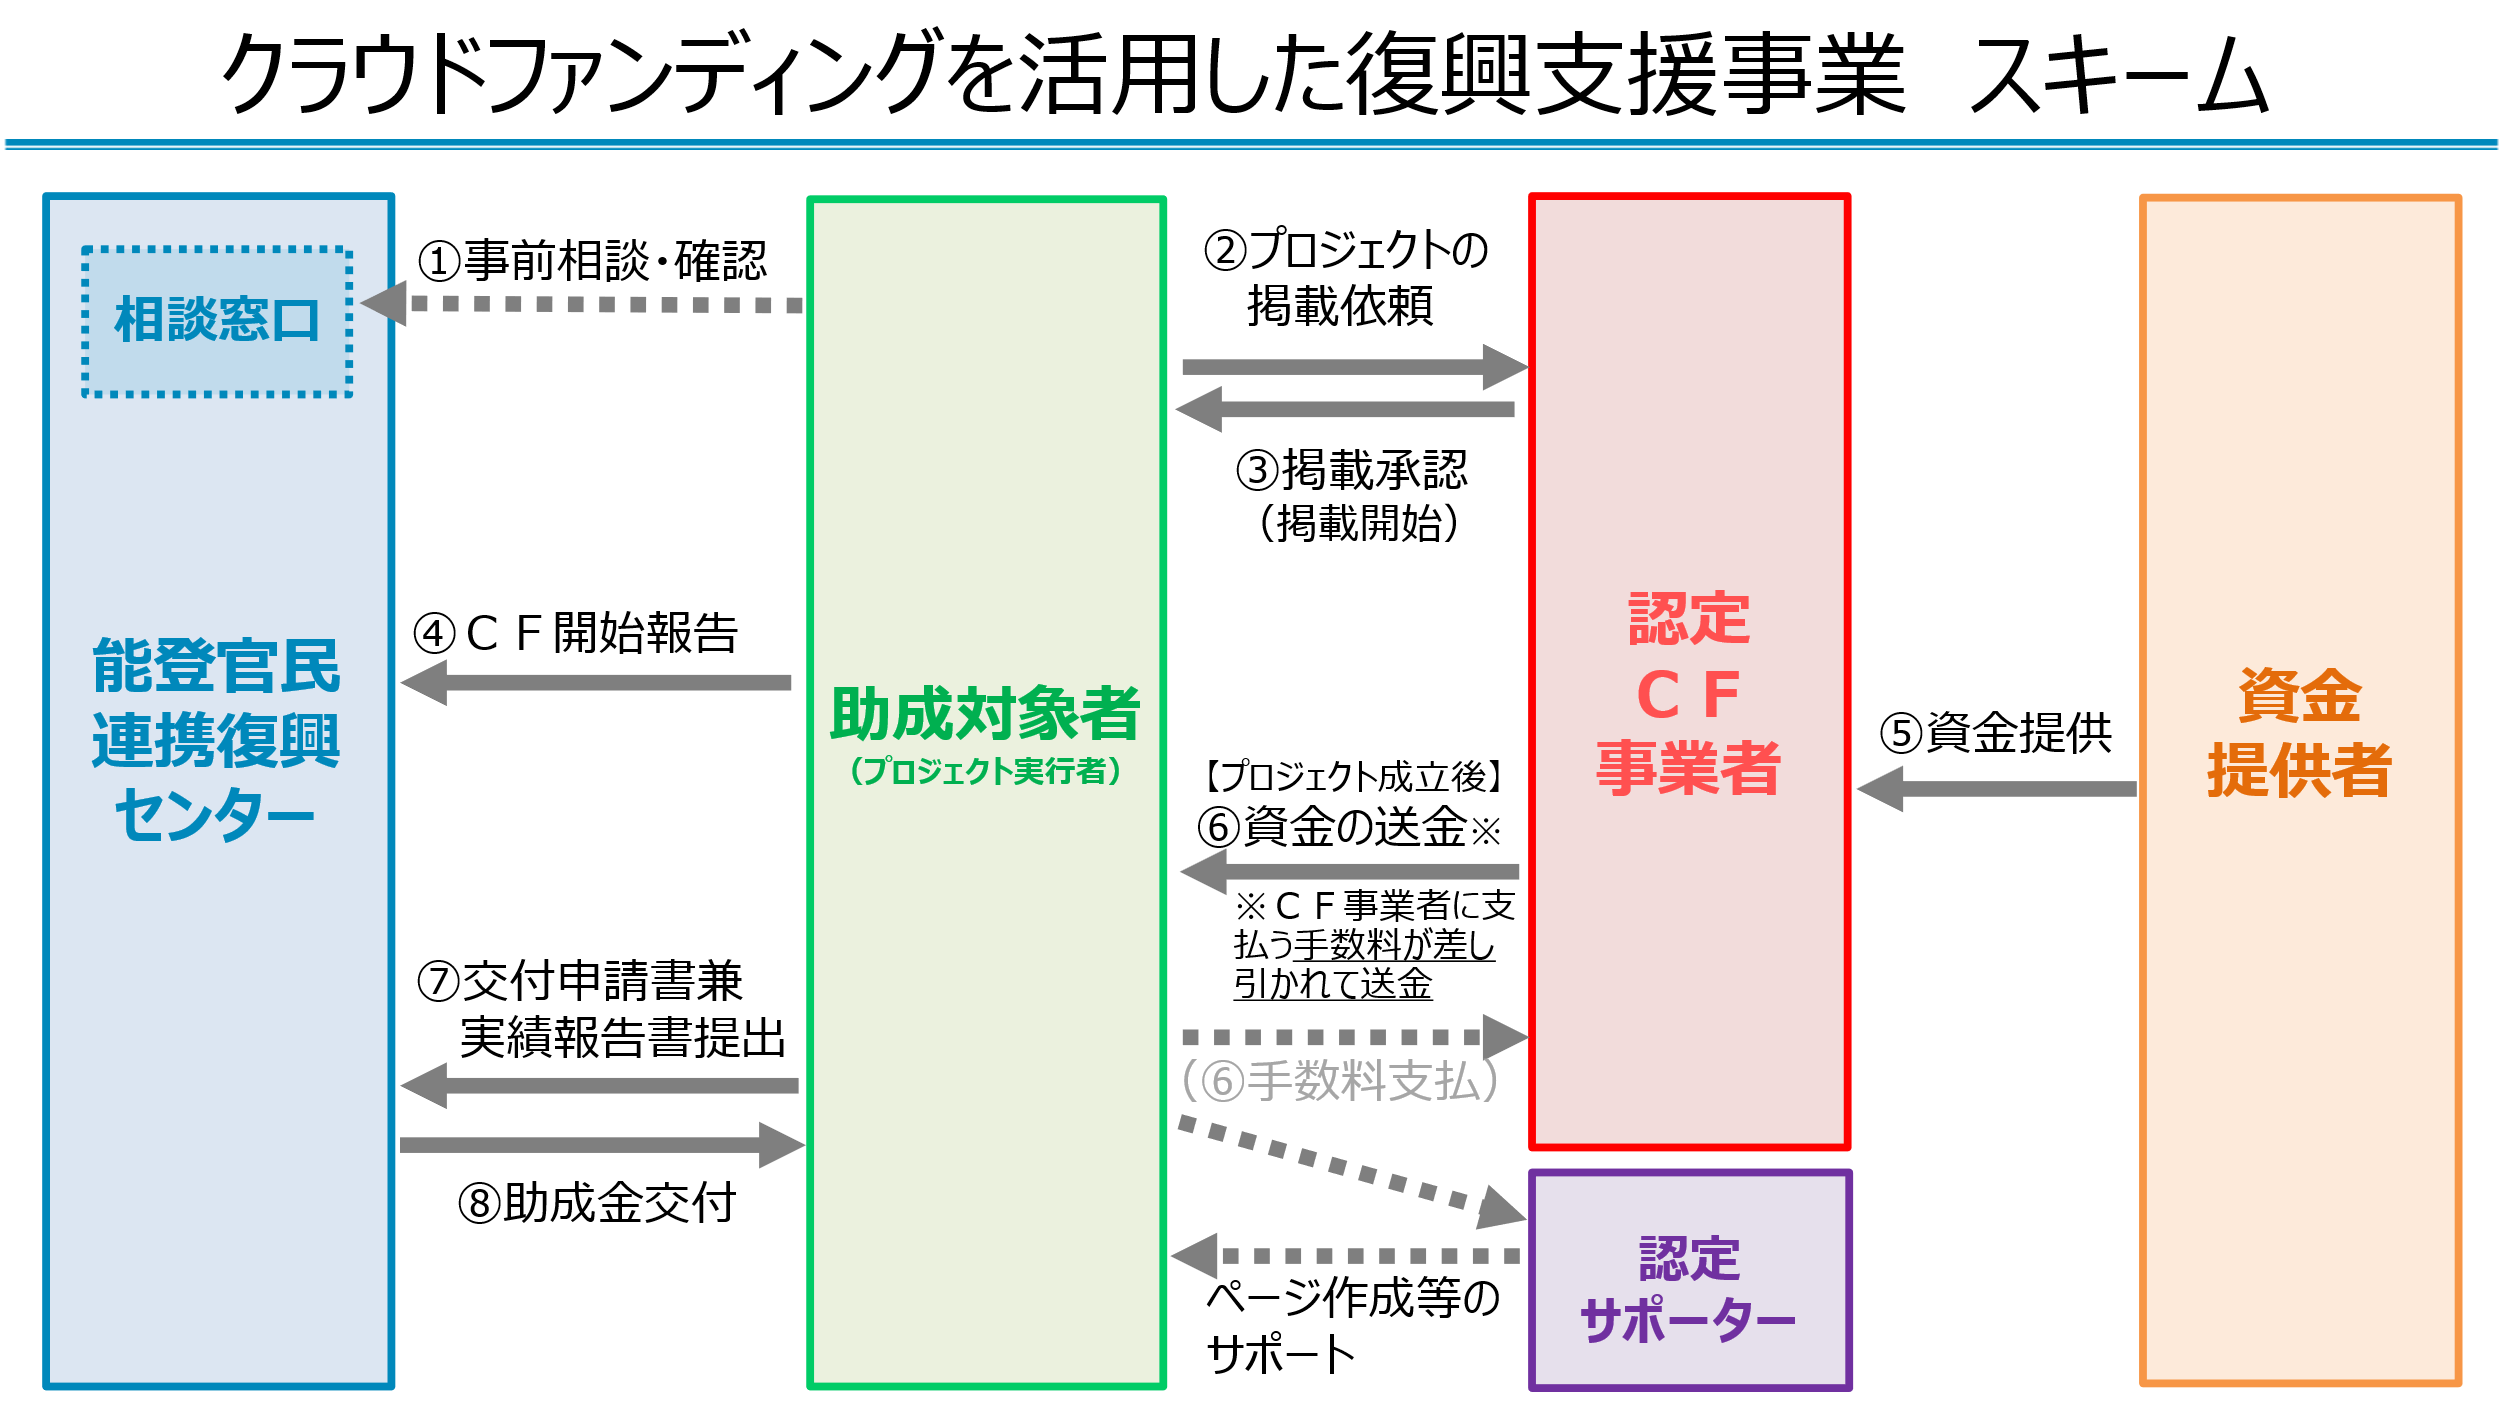 クラウドファンディングを活用した復興支援事業　スキーム
相談窓口
能登官民
連携復興
センター
①事前相談・確認
④ＣＦ開始報告
⑦交付申請書兼
実績報告書提出
⑧助成金交付
助成対象者
（プロジェクト実行者）
②プロジェクトの
掲載依頼
③掲載承認
（掲載開始）
【プロジェクト成立後】
⑥資金の送金※
※ＣＦ事業者に支
払う手数料が差し
引かれて送金
（⑥手数料支払）
ページ作成等の
サポート
認定
ＣＦ
事業者
認定
サポーター
⑤資金提供
資金
提供者